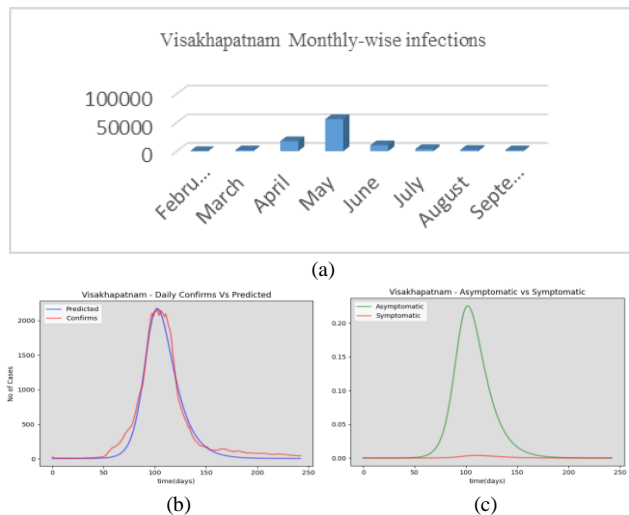 Visakhapatnam Monthly-wise infections
100000
50000
0
Febru...
March
April
May
June
July
August
Septe...
(a)
Visakhapatnam - Daily Confirms Vs Predicted
Predicted
Confirms
No of Cases
2000
1500
1000
500
0
0 50 100 150 200 250
time(days)
(b)
Visakhapatnam - Asymptomatic vs Symptomatic
Asymptomatic
Symptomatic
0.20
0.15
0.10
0.05
0.00
0 50 100 150 200 250
time(days)
(c)